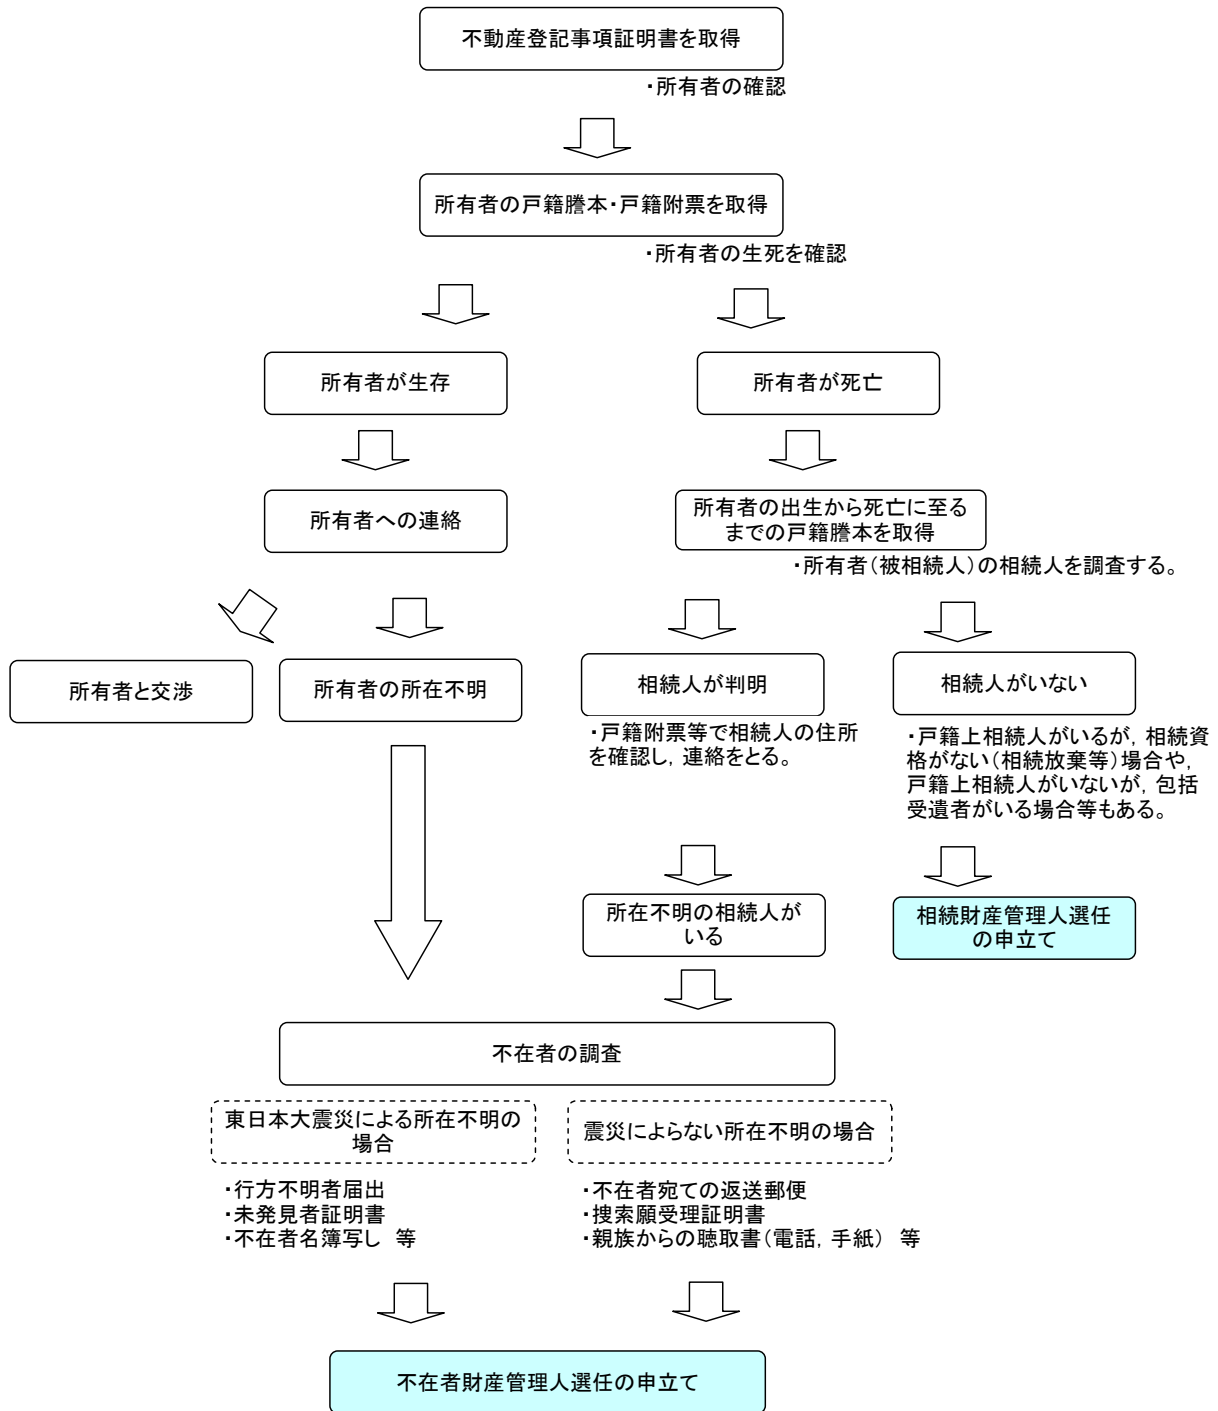 不動産登記事項証明書を取得
・所有者の確認
所有者の戸籍謄本・戸籍附票を取得
・所有者の生死を確認
所有者が生存
所有者が死亡
所有者への連絡
所有者の出生から死亡に至る
までの戸籍謄本を取得
・所有者(被相続人)の相続人を調査する。
所有者と交渉
所有者の所在不明
相続人が判明
相続人がいない
・戸籍附票等で相続人の住所
を確認し, 連絡をとる。
・戸籍上相続人がいるが, 相続資
格がない(相続放棄等)場合や,
戸籍上相続人がいないが, 包括
受遺者がいる場合等もある。
所在不明の相続人が
いる
相続財産管理人選任
の申立て
不在者の調査
東日本大震災による所在不明の
場合
震災によらない所在不明の場合
・行方不明者届出
・未発見者証明書
・不在者名簿写し 等
・不在者宛ての返送郵便
・捜索願受理証明書
・親族からの聴取書(電話, 手紙) 等
不在者財産管理人選任の申立て